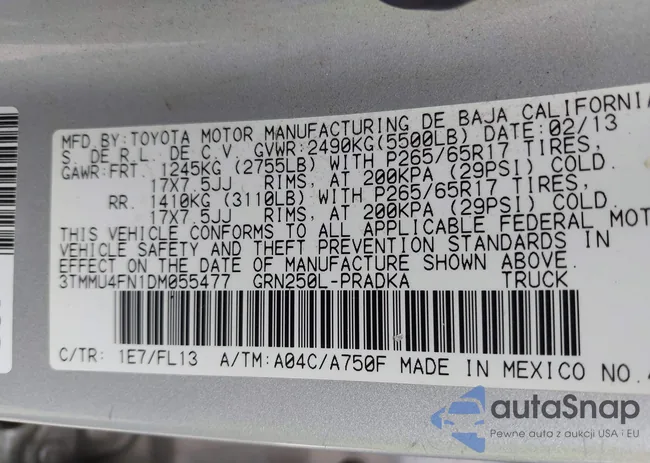 MFD.BY:TOYOTA MOTOR MANUFACTURING DE BAJA CALIFORNIA
S. DE R.L. DE C.V. GVWR:2490KG(5500LB) DATE:02/13
GAWR:FRT. 1245KG (2755LB) WITH P265/65R17 TIRES,
17X7.5JJ RIMS, AT 200KPA (29PSI) COLD.
RR. 1410KG (3110LB) WITH P265/65R17 TIRES,
17X7.5JJ RIMS, AT 200KPA (29PSI) COLD.
THIS VEHICLE CONFORMS TO ALL APPLICABLE FEDERAL MOT
VEHICLE SAFETY AND THEFT PREVENTION STANDARDS IN
EFFECT ON THE DATE OF MANUFACTURE SHOWN ABOVE.
3TMMU4FN1DM055477 GRN250L-PRADKA TRUCK
C/TR: 1E7/FL13 A/TM:A04C/A750F MADE IN MEXICO NO.
autaSnap
Pewne auta z aukcji USA i EU